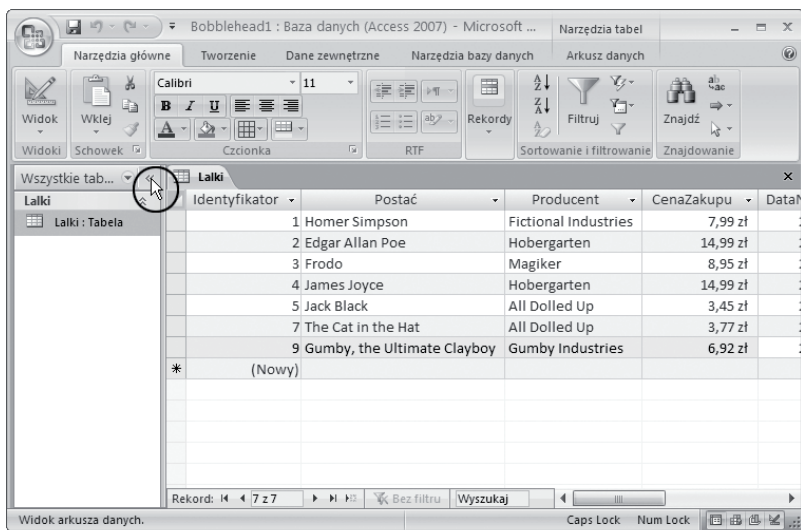 Bobblehead1 : Baza danych (Access 2007) - Microsoft ...
Narzędzia tabel
Narzędzia główne
Tworzenie
Dane zewnętrzne
Narzędzia bazy danych
Arkusz danych
Widok
Wklej
Calibri
11
B I U
Rekordy
Filtruj
Znajdź
Widoki
Schowek
Czcionka
RTF
Sortowanie i filtrowanie
Znajdowanie
Wszystkie tab...
Lalki
Lalki
Lalki : Tabela
Identyfikator Postać Producent CenaZakupu
1 Homer Simpson Fictional Industries 7,99 zł
2 Edgar Allan Poe Hobergarten 14,99 zł
3 Frodo Magiker 8,95 zł
4 James Joyce Hobergarten 14,99 zł
5 Jack Black All Dolled Up 3,45 zł
7 The Cat in the Hat All Dolled Up 3,77 zł
9 Gumby, the Ultimate Clayboy Gumby Industries 6,92 zł
(Nowy)
Rekord: 7 z 7 Bez filtru Wyszukaj
Widok arkusza danych.
Caps Lock Num Lock